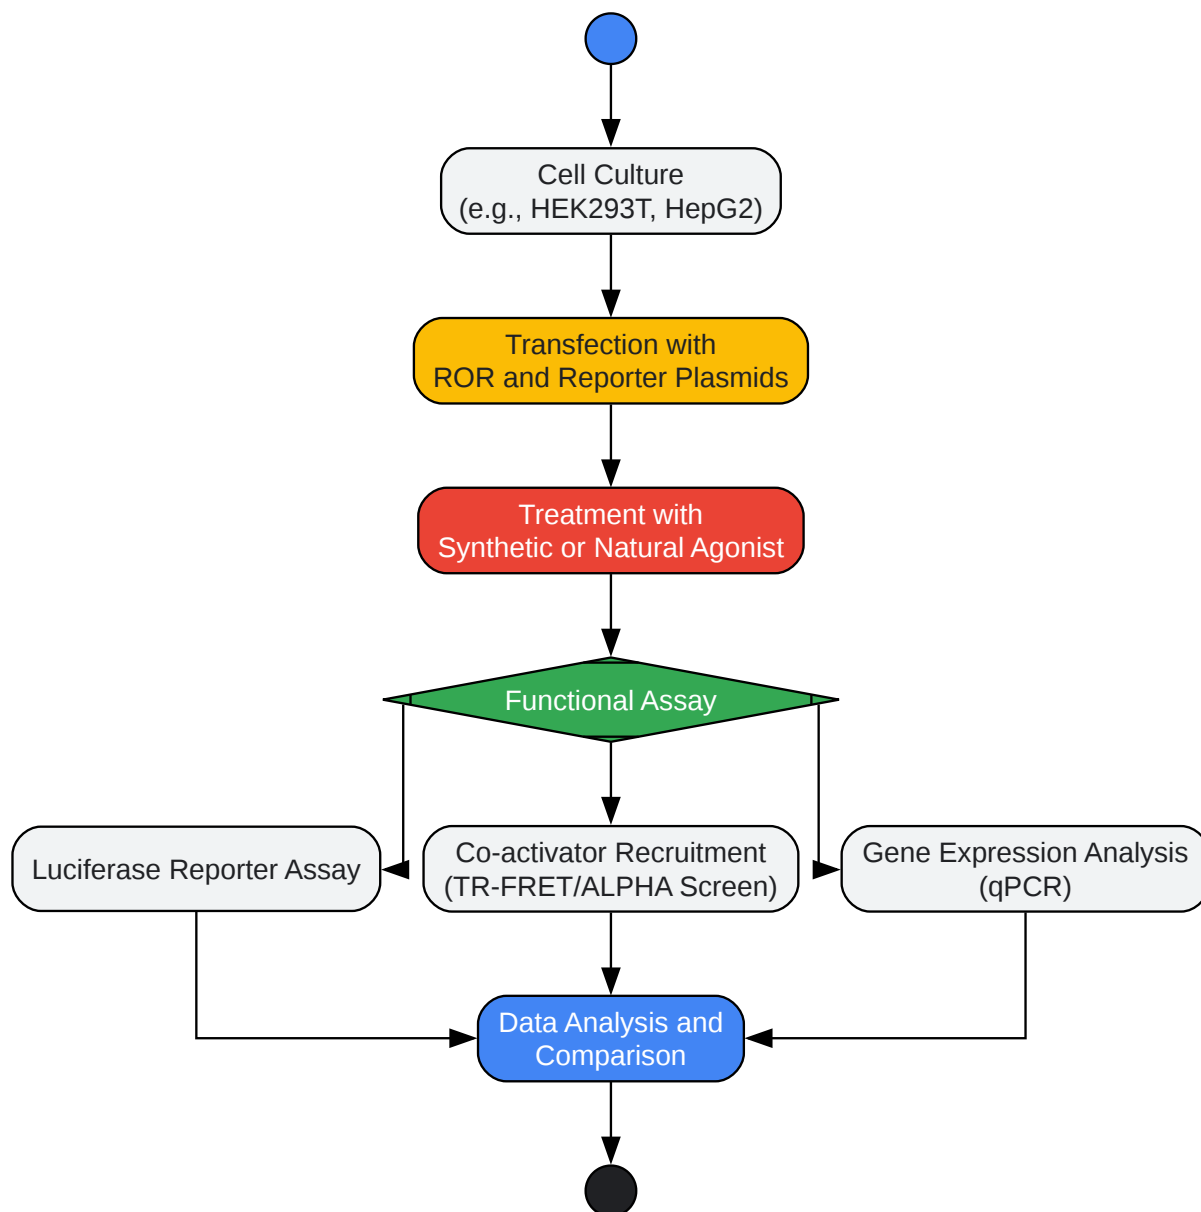 Cell Culture
(e.g., HEK293T, HepG2)
Transfection with
ROR and Reporter Plasmids
Treatment with
Synthetic or Natural Agonist
Functional Assay
Luciferase Reporter Assay
Co-activator Recruitment
(TR-FRET/ALPHA Screen)
Gene Expression Analysis
(qPCR)
Data Analysis and
Comparison